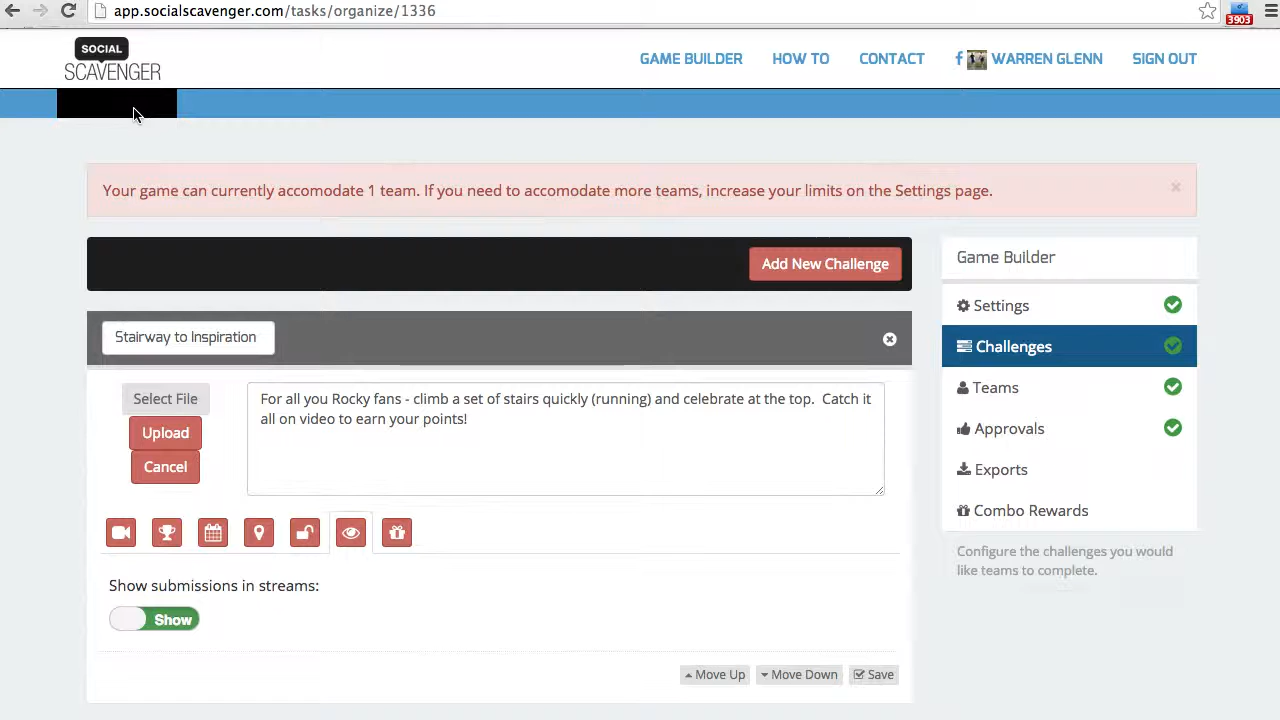 app.socialscavenger.com/tasks/organize/1336
3903
SOCIAL
SCAVENGER
GAME BUILDER
HOW TO
CONTACT
WARREN GLENN
SIGN OUT
Your game can currently accomodate 1 team. If you need to accomodate more teams, increase your limits on the Settings page.
Add New Challenge
Stairway to Inspiration
Select File
Upload
Cancel
For all you Rocky fans - climb a set of stairs quickly (running) and celebrate at the top.  Catch it
all on video to earn your points!
Show submissions in streams:
Show
Move Up
Move Down
Save
Game Builder
Settings
Challenges
Teams
Approvals
Exports
Combo Rewards
Configure the challenges you would
like teams to complete.